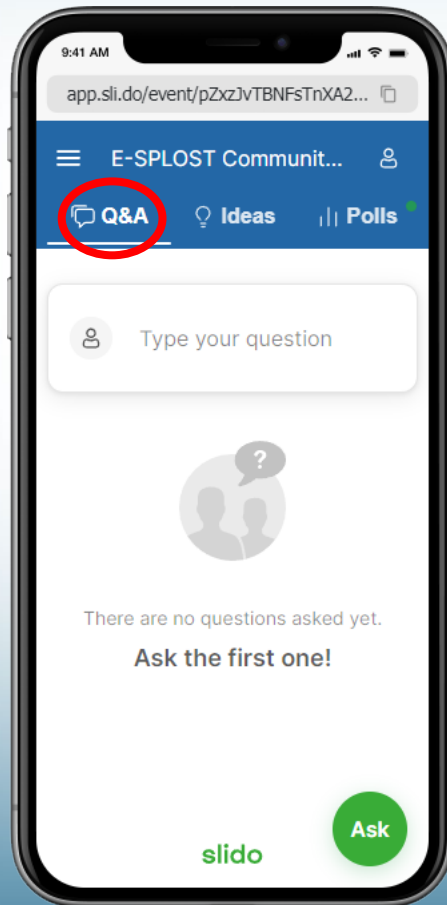 9:41 AM
app.sli.do/event/pZxzJvTBNFsTnXA2...
E-SPLOST Communit...
Q&A Ideas Polls
Type your question
?
There are no questions asked yet.
Ask the first one!
Ask
slido